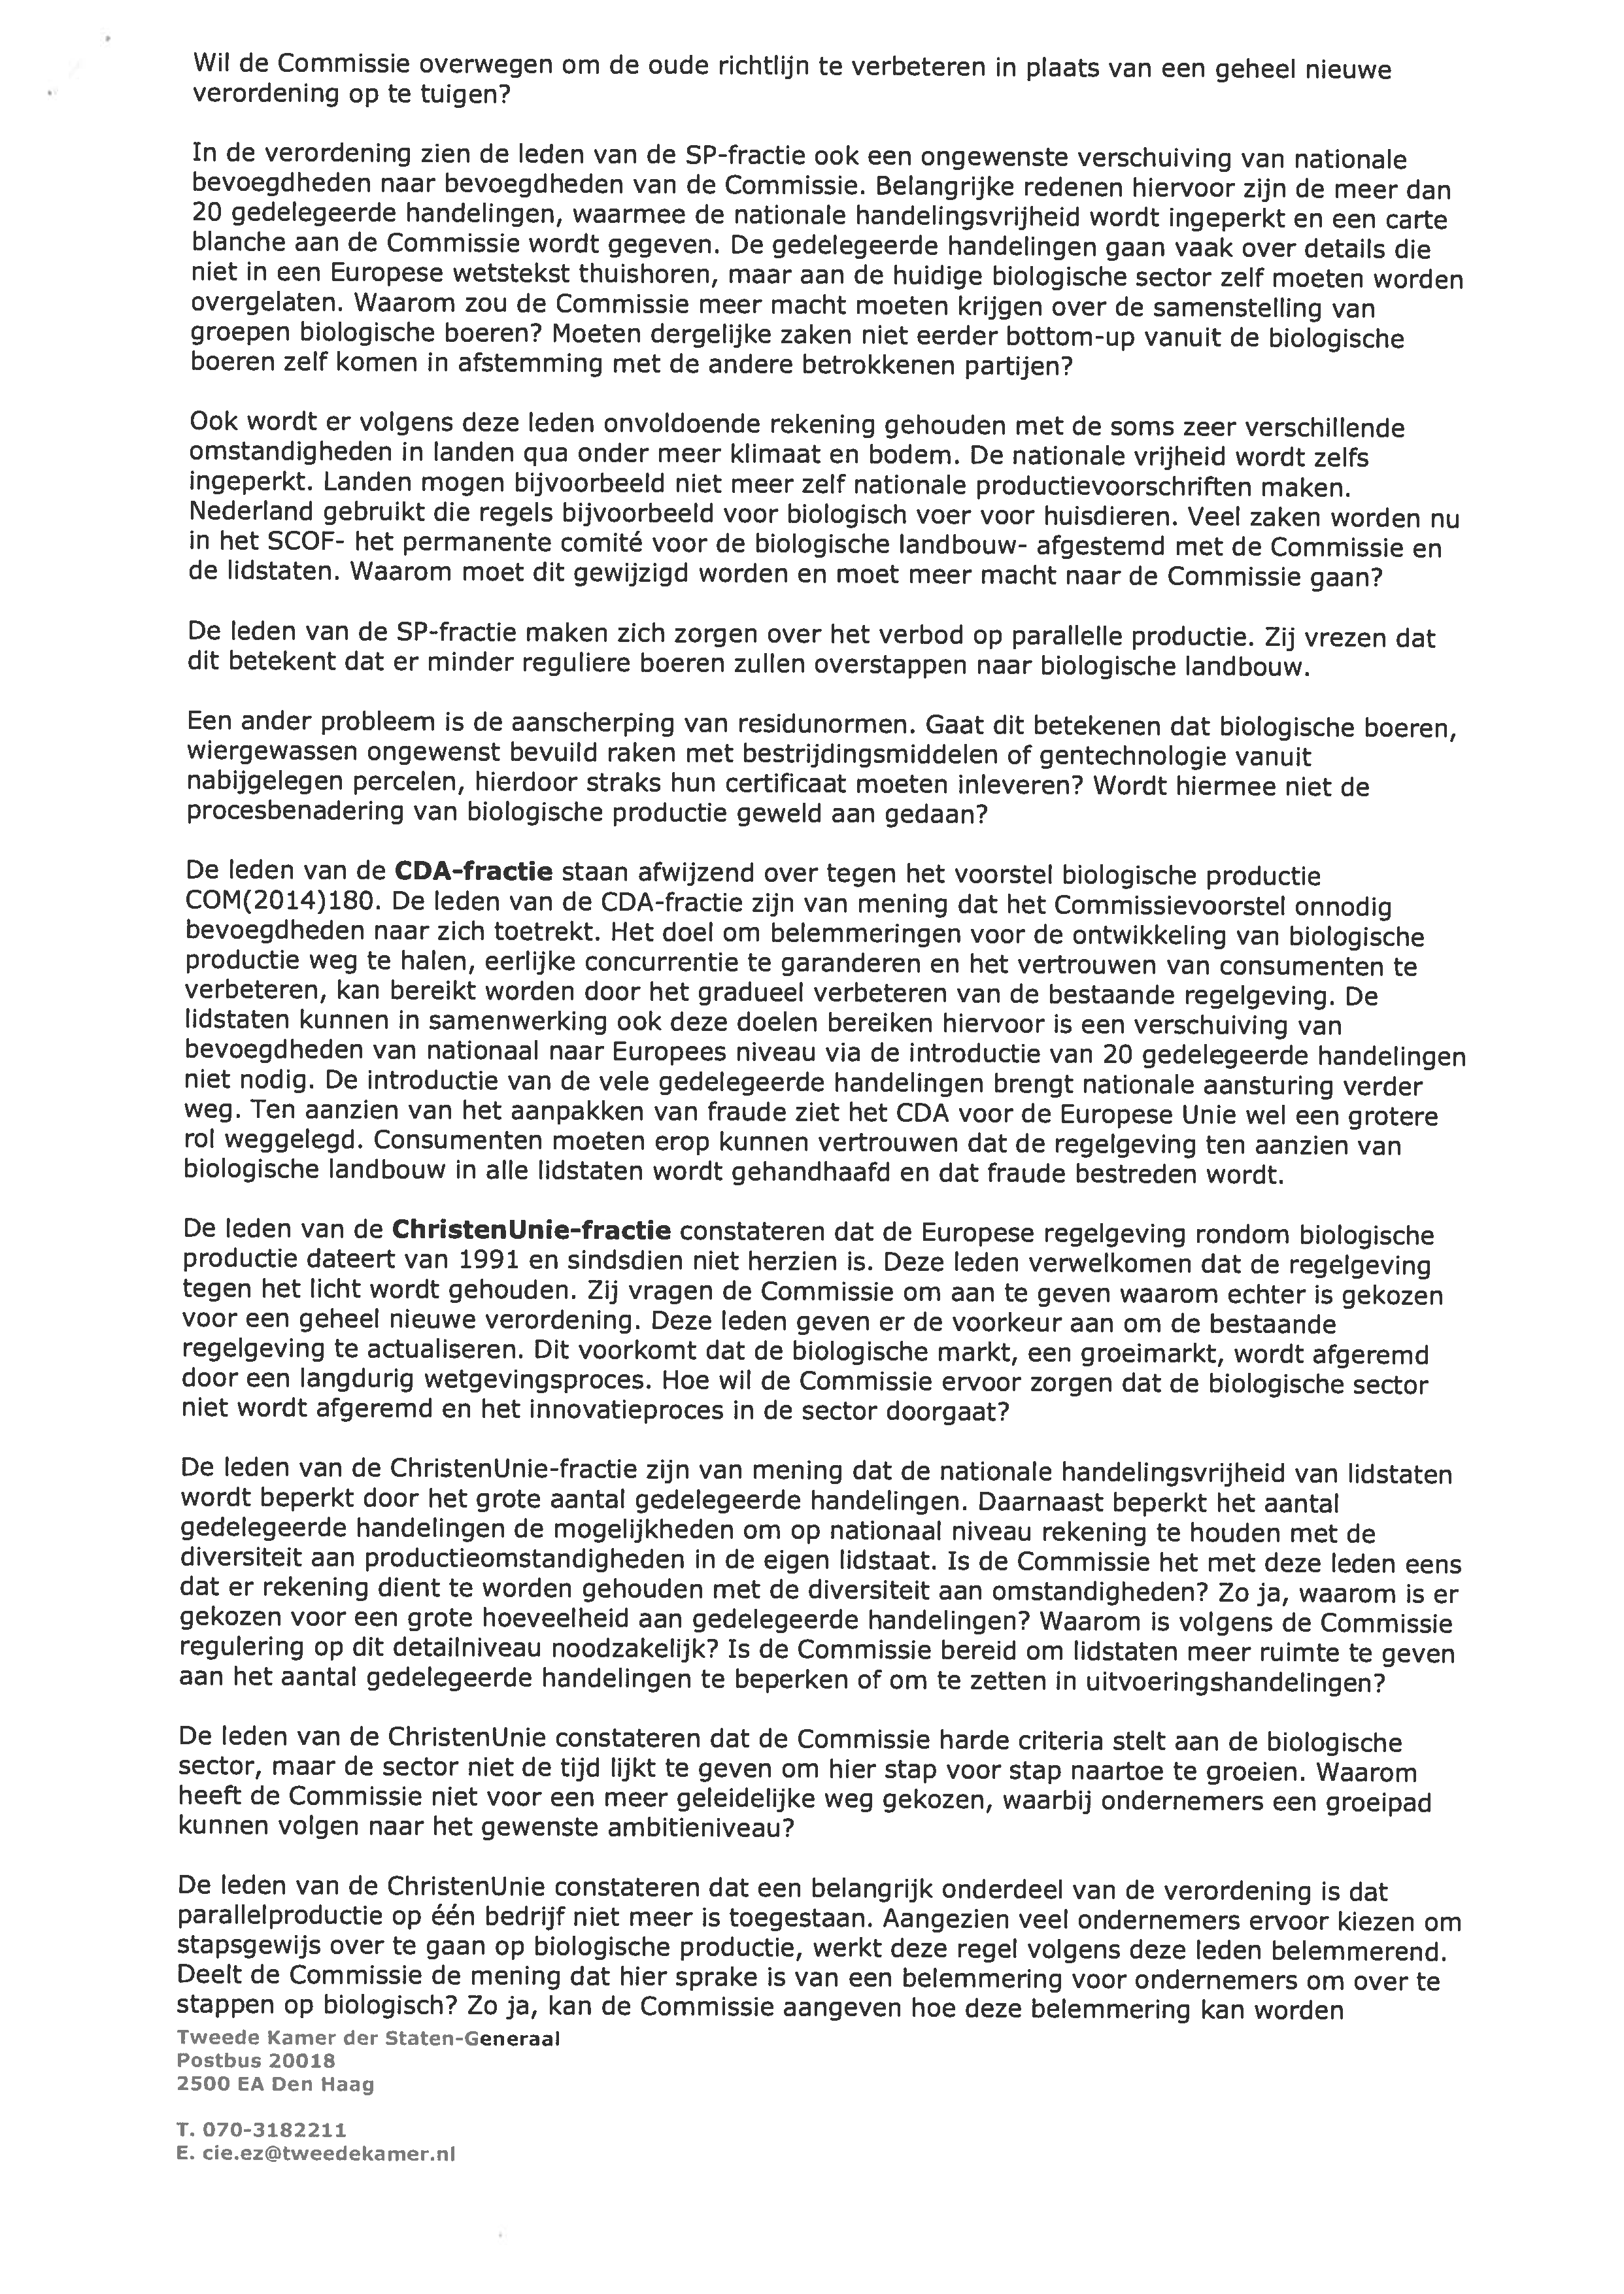 Wil de Commissie overwegen om de oude richtlijn te verbeteren in plaats van een geheel nieuwe
verordening op te tuigen?
In de verordening zien de leden van de SP-fractie ook een ongewenste verschuiving van nationale
bevoegdheden naar bevoegdheden van de Commissie. Belangrijke redenen hiervoor zijn de meer dan
20 gedelegeerde handelingen, waarmee de nationale handelingsvrijheid wordt ingeperkt en een carte
blanche aan de Commissie wordt gegeven. De gedelegeerde handelingen gaan vaak over details die
niet in een Europese wetstekst thuishoren, maar aan de huidige biologische sector zelf moeten worden
overgelaten. Waarom zou de Commissie meer macht moeten krijgen over de samenstelling van
groepen biologische boeren? Moeten dergelijke zaken niet eerder bottom-up vanuit de biologische
boeren zelf komen in afstemming met de andere betrokkenen partijen?
Ook wordt er volgens deze leden onvoldoende rekening gehouden met de soms zeer verschillende
omstandigheden in landen qua onder meer klimaat en bodem. De nationale vrijheid wordt zelfs
ingeperkt. Landen mogen bijvoorbeeld niet meer zelf nationale productievoorschriften maken.
Nederland gebruikt die regels bijvoorbeeld voor biologisch voer voor huisdieren. Veel zaken worden nu
in het SCOF- het permanente comité voor de biologische landbouw- afgestemd met de Commissie en
de lidstaten. Waarom moet dit gewijzigd worden en moet meer macht naar de Commissie gaan?
De leden van de SP-fractie maken zich zorgen over het verbod op parallelle productie. Zij vrezen dat
dit betekent dat er minder reguliere boeren zullen overstappen naar biologische landbouw.
Een ander probleem is de aanscherping van residunormen. Gaat dit betekenen dat biologische boeren,
wiergewassen ongewenst bevuild raken met bestrijdingsmiddelen of gentechnologie vanuit
nabijgelegen percelen, hierdoor straks hun certificaat moeten inleveren? Wordt hiermee niet de
procesbenadering van biologische productie geweld aan gedaan?
De leden van de CDA-fractie staan afwijzend over tegen het voorstel biologische productie
COM(2014)180. De leden van de CDA-fractie zijn van mening dat het Commissievoorstel onnodig
bevoegdheden naar zich toetrekt. Het doel om belemmeringen voor de ontwikkeling van biologische
productie weg te halen, eerlijke concurrentie te garanderen en het vertrouwen van consumenten te
verbeteren, kan bereikt worden door het gradueel verbeteren van de bestaande regelgeving. De
lidstaten kunnen in samenwerking ook deze doelen bereiken hiervoor is een verschuiving van
bevoegdheden van nationaal naar Europees niveau via de introductie van 20 gedelegeerde handelingen
niet nodig. De introductie van de vele gedelegeerde handelingen brengt nationale aansturing verder
weg. Ten aanzien van het aanpakken van fraude ziet het CDA voor de Europese Unie wel een grotere
rol weggelegd. Consumenten moeten erop kunnen vertrouwen dat de regelgeving ten aanzien van
biologische landbouw in alle lidstaten wordt gehandhaafd en dat fraude bestreden wordt.
De leden van de ChristenUnie-fractie constateren dat de Europese regelgeving rondom biologische
productie dateert van 1991 en sindsdien niet herzien is. Deze leden verwelkomen dat de regelgeving
tegen het licht wordt gehouden. Zij vragen de Commissie om aan te geven waarom echter is gekozen
voor een geheel nieuwe verordening. Deze leden geven er de voorkeur aan om de bestaande
regelgeving te actualiseren. Dit voorkomt dat de biologische markt, een groeimarkt, wordt afgeremd
door een langdurig wetgevingsproces. Hoe wil de Commissie ervoor zorgen dat de biologische sector
niet wordt afgeremd en het innovatieproces in de sector doorgaat?
De leden van de ChristenUnie-fractie zijn van mening dat de nationale handelingsvrijheid van lidstaten
wordt beperkt door het grote aantal gedelegeerde handelingen. Daarnaast beperkt het aantal
gedelegeerde handelingen de mogelijkheden om op nationaal niveau rekening te houden met de
diversiteit aan productieomstandigheden in de eigen lidstaat. Is de Commissie het met deze leden eens
dat er rekening dient te worden gehouden met de diversiteit aan omstandigheden? Zo ja, waarom is er
gekozen voor een grote hoeveelheid aan gedelegeerde handelingen? Waarom is volgens de Commissie
regulering op dit detailniveau noodzakelijk? Is de Commissie bereid om lidstaten meer ruimte te geven
aan het aantal gedelegeerde handelingen te beperken of om te zetten in uitvoeringshandelingen?
De leden van de ChristenUnie constateren dat de Commissie harde criteria stelt aan de biologische
sector, maar de sector niet de tijd lijkt te geven om hier stap voor stap naartoe te groeien. Waarom
heeft de Commissie niet voor een meer geleidelijke weg gekozen, waarbij ondernemers een groeipad
kunnen volgen naar het gewenste ambitieniveau?
De leden van de ChristenUnie constateren dat een belangrijk onderdeel van de verordening is dat
parallelproductie op één bedrijf niet meer is toegestaan. Aangezien veel ondernemers ervoor kiezen om
stapsgewijs over te gaan op biologische productie, werkt deze regel volgens deze leden belemmerend.
Deelt de Commissie de mening dat hier sprake is van een belemmering voor ondernemers om over te
stappen op biologisch? Zo ja, kan de Commissie aangeven hoe deze belemmering kan worden
Tweede Kamer der Staten-Generaal
Postbus 20018
2500 EA Den Haag
T. 070-3182211
E. cie.ez@tweedekamer.nl